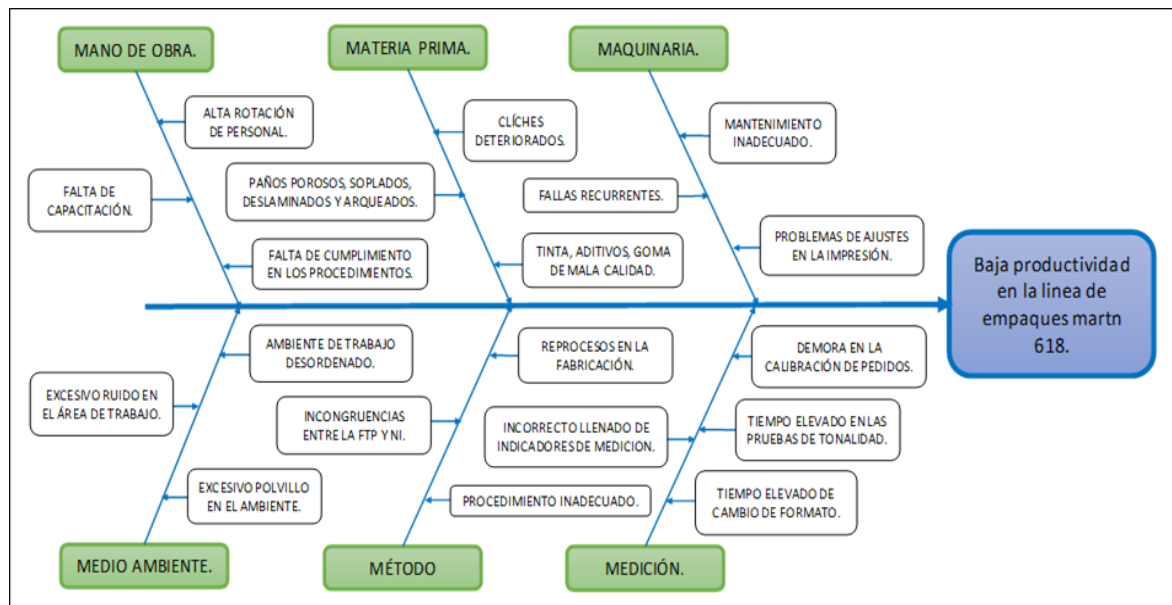 MANO DE OBRA.
MATERIA PRIMA.
MAQUINARIA.
ALTA ROTACIÓN
DE PERSONAL.
FALTA DE
CAPACITACIÓN.
FALTA DE CUMPLIMIENTO
EN LOS PROCEDIMIENTOS.
CLÍCHES
DETERIORADOS.
PAÑOS POROSOS, SOPLADOS,
DESLAMINADOS Y ARQUEADOS.
TINTA, ADITIVOS, GOMA
DE MALA CALIDAD.
MANTENIMIENTO
INADECUADO.
FALLAS RECURRENTES.
PROBLEMAS DE AJUSTES
EN LA IMPRESIÓN.
Baja productividad
en la linea de
empaques martn
618.
AMBIENTE DE TRABAJO
DESORDENADO.
EXCESIVO RUIDO EN
EL ÁREA DE TRABAJO.
EXCESIVO POLVILLO
EN EL AMBIENTE.
REPROCESOS EN LA
FABRICACIÓN.
INCONGRUENCIAS
ENTRE LA FTP Y NI.
PROCEDIMIENTO INADECUADO.
DEMORA EN LA
CALIBRACIÓN DE PEDIDOS.
INCORRECTO LLENADO DE
INDICADORES DE MEDICION.
TIEMPO ELEVADO EN LAS
PRUEBAS DE TONALIDAD.
TIEMPO ELEVADO DE
CAMBIO DE FORMATO.
MEDIO AMBIENTE.
MÉTODO
MEDICIÓN.